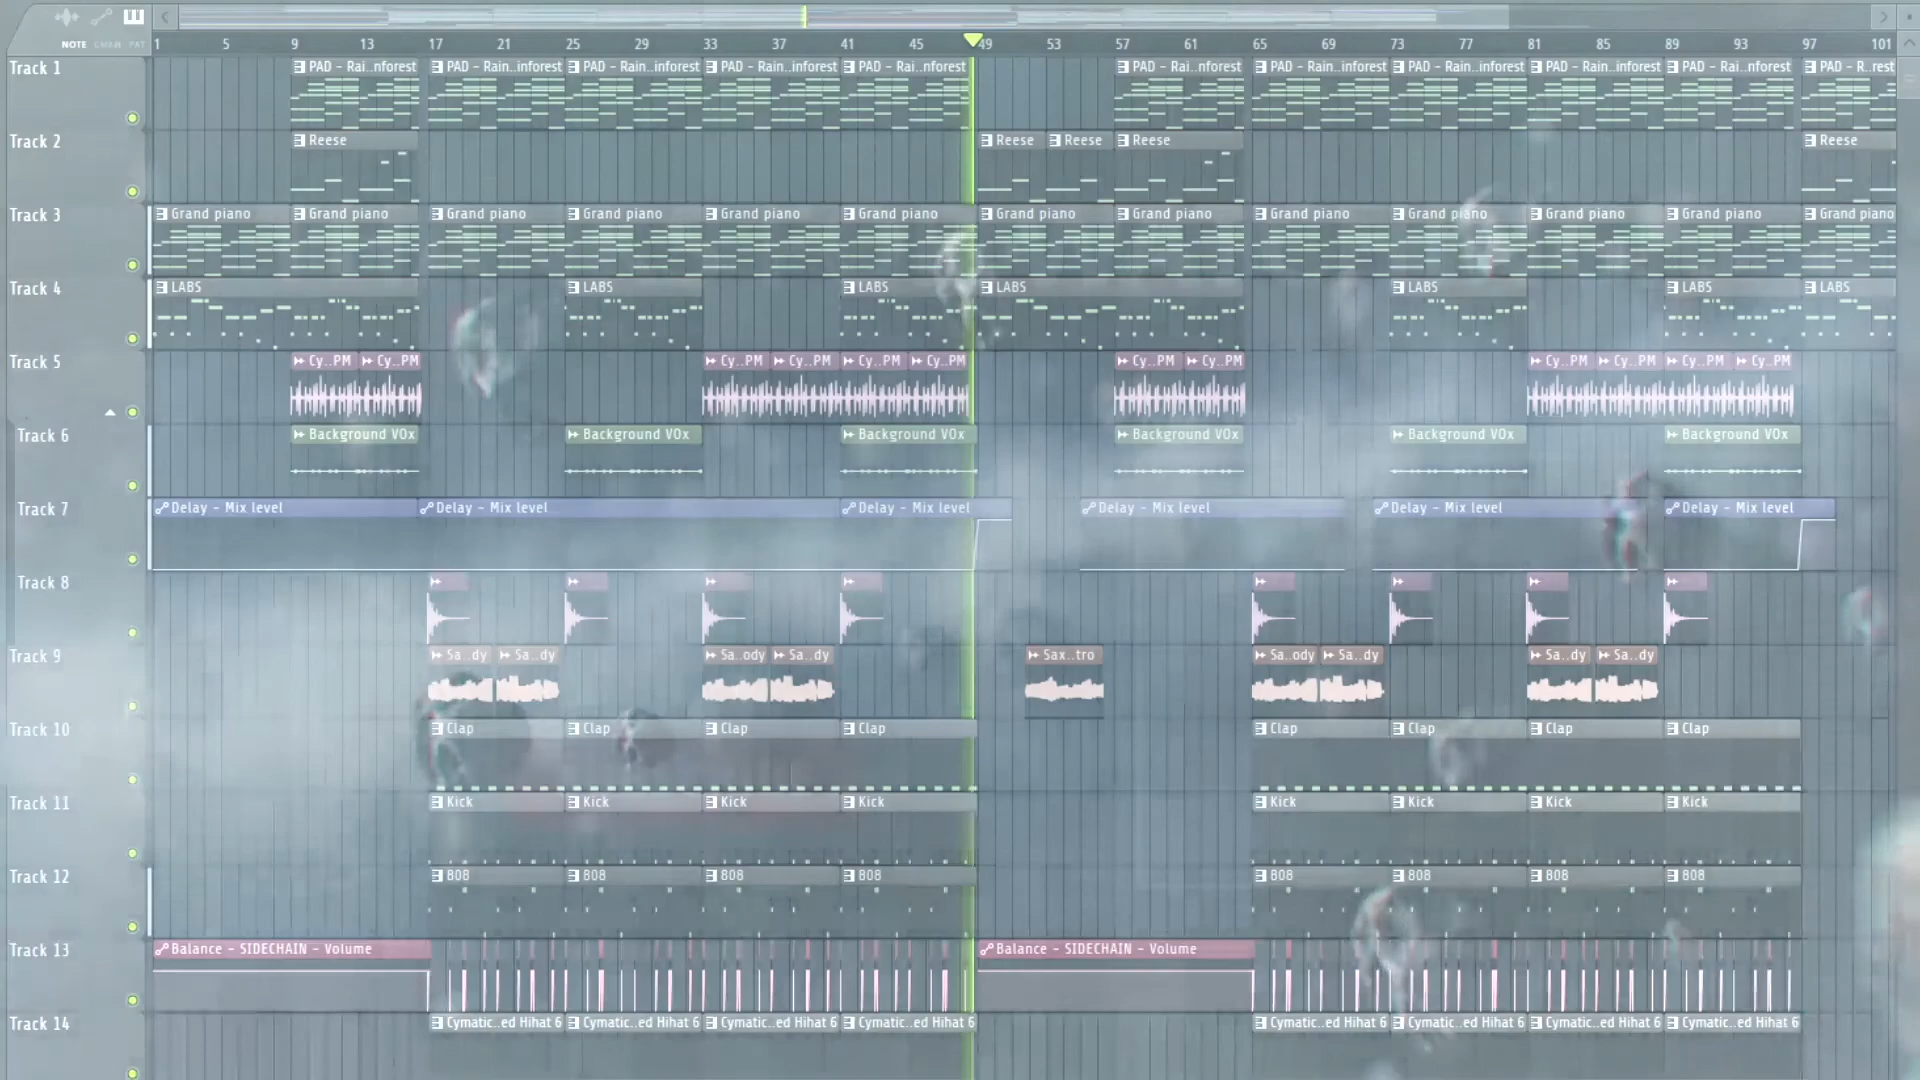 NOTE CHAN PAT
1 5 9 13 17 21 25 29 33 37 41 45 49 53 57 61 65 69 73 77 81 85 89 93 97 101
Track 1 PAD - Rai..nforest PAD - Rain..inforest PAD - Rain..inforest PAD - Rain..inforest PAD - Rai..nforest PAD - Rai..nforest PAD - Rain..inforest PAD - Rain..inforest PAD - Rain..inforest PAD - Rai..nforest PAD - R..rest
Track 2 Reese Reese Reese Reese Reese
Track 3 Grand piano Grand piano Grand piano Grand piano Grand piano Grand piano Grand piano Grand piano Grand piano Grand piano Grand piano Grand piano Grand piano
Track 4 LABS LABS LABS LABS LABS LABS LABS
Track 5 Cy..PM Cy..PM Cy..PM Cy..PM Cy..PM Cy..PM Cy..PM Cy..PM Cy..PM Cy..PM Cy..PM Cy..PM
Track 6 Background VOx Background VOx Background VOx Background VOx Background VOx Background VOx
Track 7 Delay - Mix level Delay - Mix level Delay - Mix level Delay - Mix level Delay - Mix level Delay - Mix level
Track 8
Track 9 Sa..dy Sa..dy Sa..ody Sa..dy Sax..tro Sa..ody Sa..dy Sa..dy Sa..dy
Track 10 Clap Clap Clap Clap Clap Clap Clap Clap
Track 11 Kick Kick Kick Kick Kick Kick Kick Kick
Track 12 808 808 808 808 808 808 808 808
Track 13 Balance - SIDECHAIN - Volume Balance - SIDECHAIN - Volume
Track 14 Cymatic..ed Hihat 6 Cymatic..ed Hihat 6 Cymatic..ed Hihat 6 Cymatic..ed Hihat 6 Cymatic..ed Hihat 6 Cymatic..ed Hihat 6 Cymatic..ed Hihat 6 Cymatic..ed Hihat 6